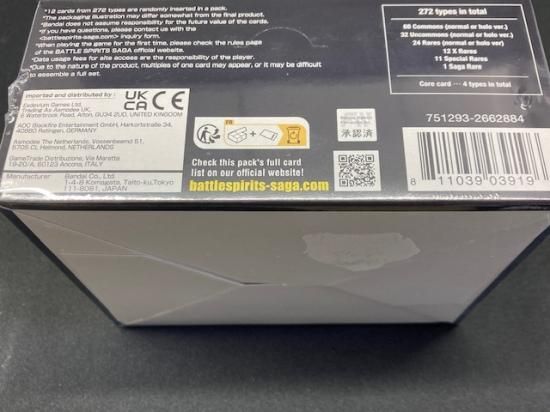 *12 cards from 272 types are randomly inserted in a pack.
*The packaging illustration may differ somewhat from the final product.
*Bandai does not assume responsibility for the future value of the cards.
*If you have questions, please contact us with the
<battlespirits-saga.com> inquiry form.
*When playing the game for the first time, please check the rules page
of the BATTLE SPIRITS SAGA official website.
*Data usage fees for site access are the responsibility of the player.
*Due to the nature of the product, multiples of one card may appear, or it may be difficult
to assemble a full set.
272 types in total
66 Commons (normal or holo ver.)
32 Uncommons (normal or holo ver.)
24 Rares (normal or holo ver.)
12 X Rares
11 Special Rares
1 Saga Rare
Core card ---- 4 types in total
751293-2662884
Imported and distributed by:
Esdevium Games Ltd.
Trading As Asmodee UK,
6 Waterbrook Road, Alton, GU34 2UD, UNITED KINGDOM
ADC Blackfire Entertainment GmbH, Harkortstraße 34,
40880 Ratingen, GERMANY
Asmodee The Netherlands,
5705 CL Helmond, NETHERLANDS
GameTrade Distribuzione, Via Maretta
19-20/A, 60123 Ancona, ITALY
Manufacturer
Bandai Co., Ltd.
1-4-8 Komagata, Taito-ku,Tokyo
111-8081, JAPAN
UK
CA
CE
FR
承認済
Check this pack's full card
list on our official website!
battlespirits-saga.com
8 11039 03919